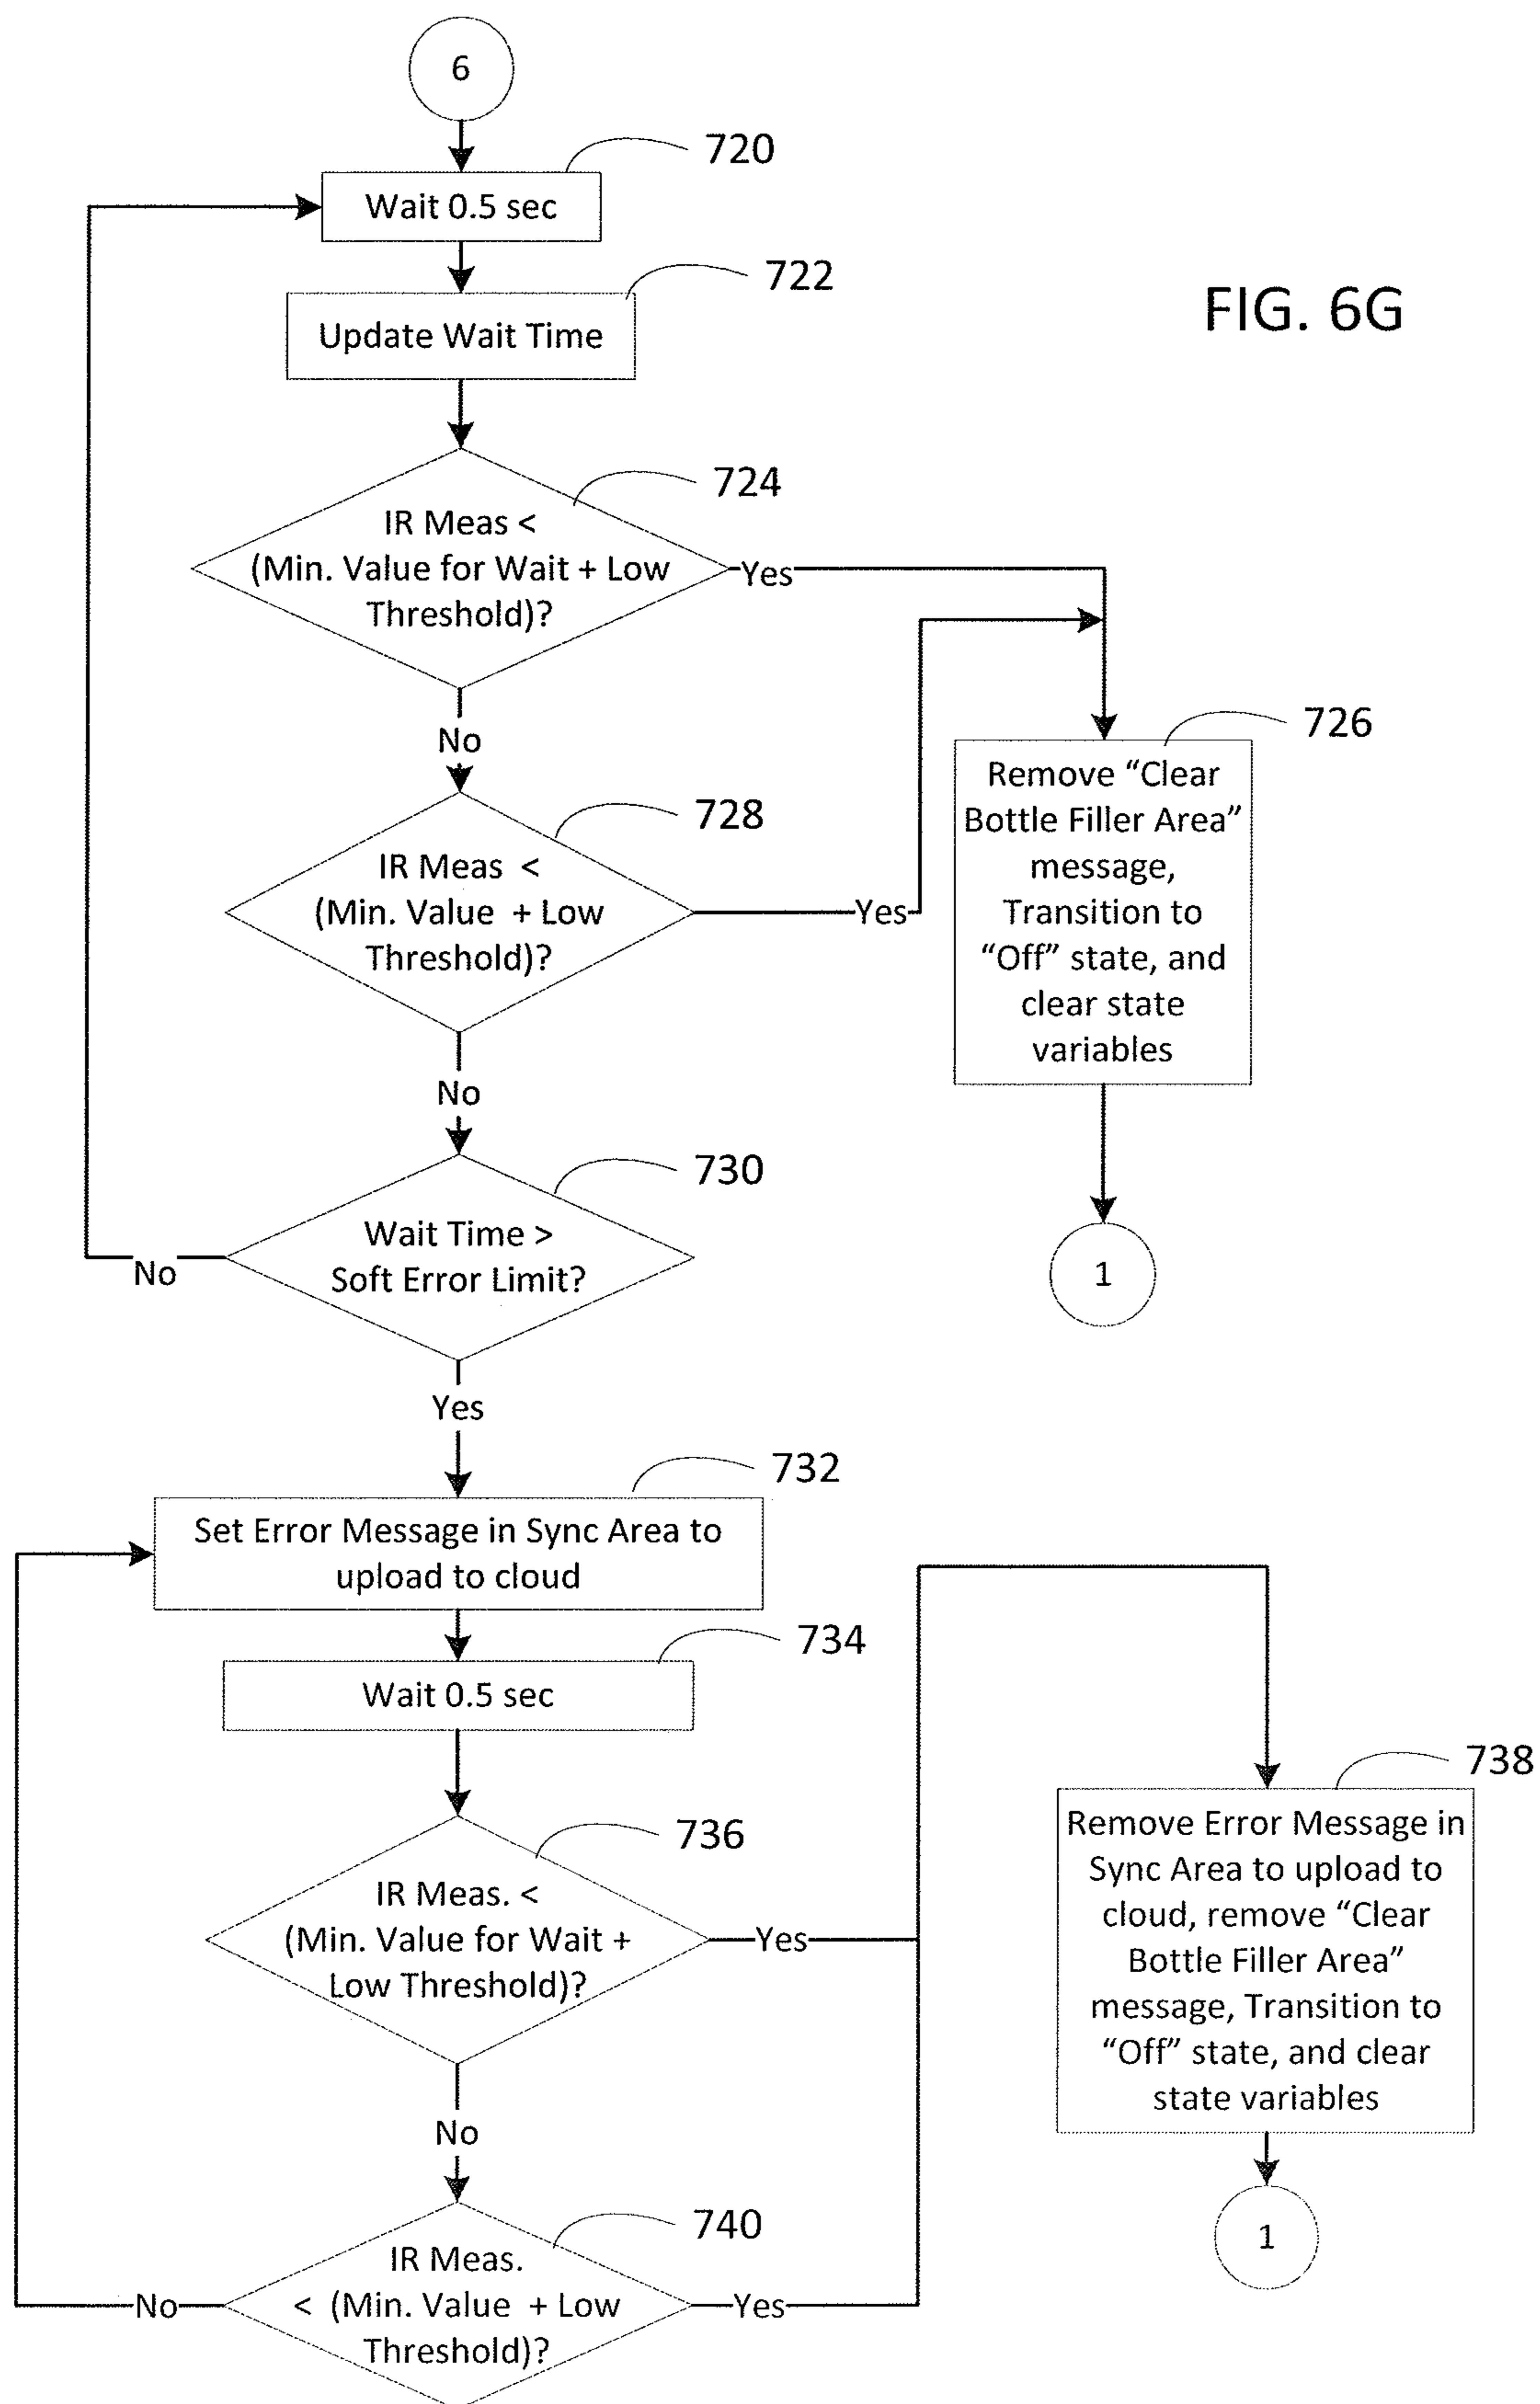 6
720
Wait 0.5 sec
722
Update Wait Time
FIG. 6G
724
IR Meas <
(Min. Value for Wait + Low
Threshold)?
Yes
No
726
Remove “Clear
Bottle Filler Area”
message,
Transition to
“Off” state, and
clear state
variables
728
IR Meas <
(Min. Value + Low
Threshold)?
Yes
No
730
Wait Time >
Soft Error Limit?
No
1
Yes
732
Set Error Message in Sync Area to
upload to cloud
734
Wait 0.5 sec
736
IR Meas. <
(Min. Value for Wait +
Low Threshold)?
Yes
738
Remove Error Message in
Sync Area to upload to
cloud, remove “Clear
Bottle Filler Area”
message, Transition to
“Off” state, and clear
state variables
No
740
IR Meas.
< (Min. Value + Low
Threshold)?
No
Yes
1